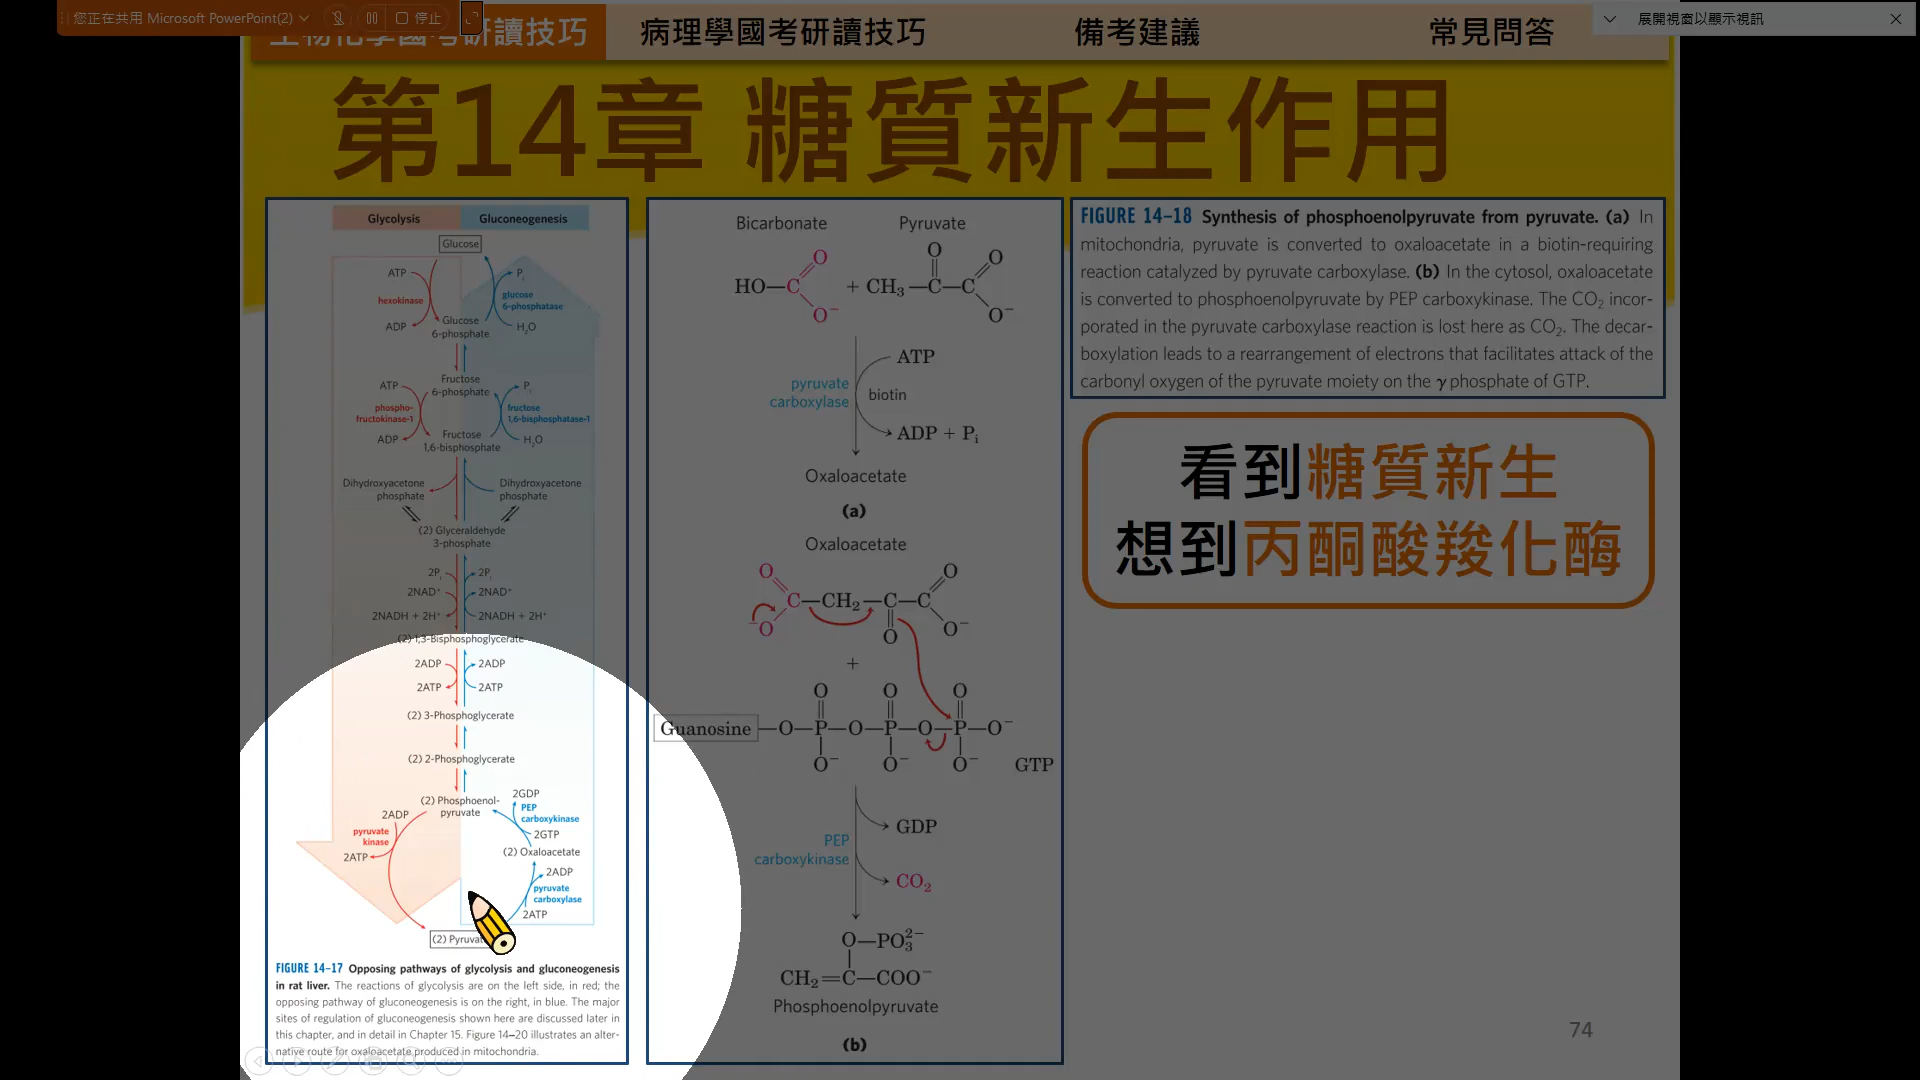 您正在共用 Microsoft PowerPoint(2)
停止
展開視窗以顯示視訊
生物化學國考研讀技巧
病理學國考研讀技巧
備考建議
常見問答
第14章 糖質新生作用
Glycolysis
Gluconeogenesis
Glucose
ATP
hexokinase
ADP
Pi
glucose
6-phosphatase
H2O
Glucose
6-phosphate
Fructose
6-phosphate
ATP
phospho-
fructokinase-1
ADP
Pi
fructose
1,6-bisphosphatase-1
H2O
Fructose
1,6-bisphosphate
Dihydroxyacetone
phosphate
Dihydroxyacetone
phosphate
(2) Glyceraldehyde
3-phosphate
2Pi
2NAD+
2NADH + 2H+
2Pi
2NAD+
2NADH + 2H+
(2) 1,3-Bisphosphoglycerate
2ADP
2ATP
2ADP
2ATP
(2) 3-Phosphoglycerate
(2) 2-Phosphoglycerate
(2) Phosphoenol-
pyruvate
2ADP
pyruvate
kinase
2ATP
2GDP
PEP
carboxykinase
2GTP
(2) Oxaloacetate
2ADP
pyruvate
carboxylase
2ATP
(2) Pyruva
FIGURE 14–17 Opposing pathways of glycolysis and gluconeogenesis
in rat liver. The reactions of glycolysis are on the left side, in red; the
opposing pathway of gluconeogenesis is on the right, in blue. The major
sites of regulation of gluconeogenesis shown here are discussed later in
this chapter, and in detail in Chapter 15. Figure 14–20 illustrates an alter-
native route for oxaloacetate produced in mitochondria.
Bicarbonate
Pyruvate
HO—C
O
O−
+ CH3—C—C
O
O
O−
ATP
pyruvate
carboxylase
biotin
ADP + Pi
Oxaloacetate
(a)
Oxaloacetate
O
O
C—CH2—C—C
−O
O
O−
+
O
O
O
Guanosine —O—P—O—P—O—P—O−
O−
O−
O−
GTP
GDP
PEP
carboxykinase
CO2
O—PO3 2−
CH2=C—COO−
Phosphoenolpyruvate
(b)
FIGURE 14–18 Synthesis of phosphoenolpyruvate from pyruvate. (a) In
mitochondria, pyruvate is converted to oxaloacetate in a biotin-requiring
reaction catalyzed by pyruvate carboxylase. (b) In the cytosol, oxaloacetate
is converted to phosphoenolpyruvate by PEP carboxykinase. The CO2 incor-
porated in the pyruvate carboxylase reaction is lost here as CO2. The decar-
boxylation leads to a rearrangement of electrons that facilitates attack of the
carbonyl oxygen of the pyruvate moiety on the γ phosphate of GTP.
看到糖質新生
想到丙酮酸羧化酶
74